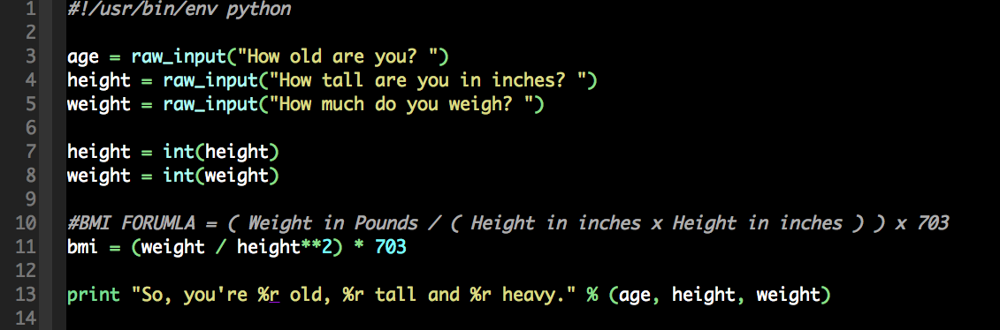 1 #!/usr/bin/env python
2
3 age = raw_input("How old are you? ")
4 height = raw_input("How tall are you in inches? ")
5 weight = raw_input("How much do you weigh? ")
6
7 height = int(height)
8 weight = int(weight)
9
10 #BMI FORUMLA = ( Weight in Pounds / ( Height in inches x Height in inches ) ) x 703
11 bmi = (weight / height**2) * 703
12
13 print "So, you're %r old, %r tall and %r heavy." % (age, height, weight)
14